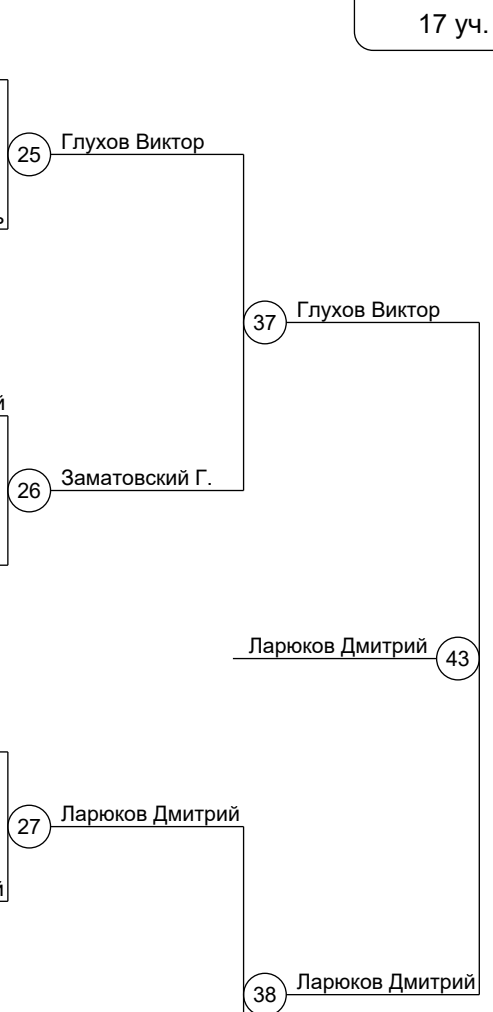 17 уч.
25 Глухов Виктор
37 Глухов Виктор
26 Заматовский Г.
Ларюков Дмитрий 43
27 Ларюков Дмитрий
38 Ларюков Дмитрий